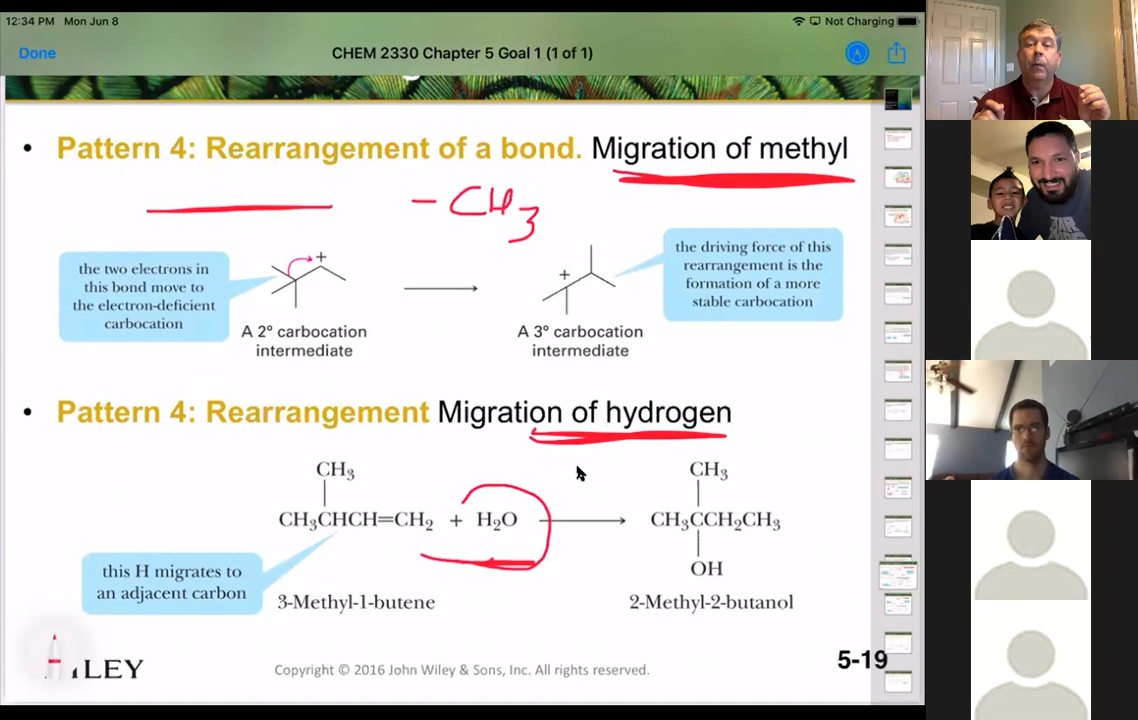 12:34 PM Mon Jun 8
Not Charging
Done
CHEM 2330 Chapter 5 Goal 1 (1 of 1)
• Pattern 4: Rearrangement of a bond. Migration of methyl
– CH3
the two electrons in
this bond move to
the electron-deficient
carbocation
+
A 2° carbocation
intermediate
+
A 3° carbocation
intermediate
the driving force of this
rearrangement is the
formation of a more
stable carbocation
• Pattern 4: Rearrangement Migration of hydrogen
CH3
CH3CHCH=CH2 + H2O
this H migrates to
an adjacent carbon
3-Methyl-1-butene
CH3
CH3CCH2CH3
OH
2-Methyl-2-butanol
ILEY
Copyright © 2016 John Wiley & Sons, Inc. All rights reserved.
5-19